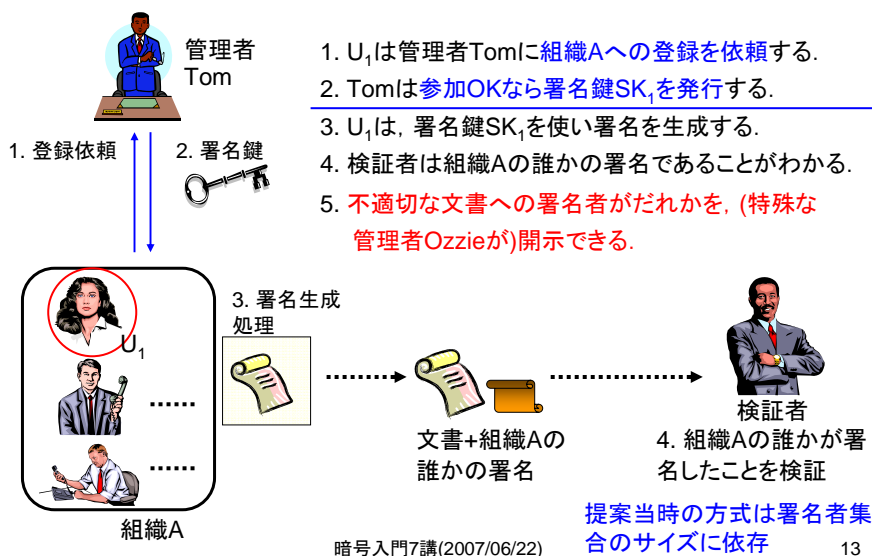 管理者
Tom
1. U₁は管理者Tomに組織Aへの登録を依頼する.
2. Tomは参加OKなら署名鍵SK₁を発行する.
3. U₁は, 署名鍵SK₁を使い署名を生成する.
4. 検証者は組織Aの誰かの署名であることがわかる.
5. 不適切な文書への署名者がだれかを, (特殊な
管理者Ozzieが)開示できる.
1. 登録依頼
2. 署名鍵
3. 署名生成
処理
U₁
......
......
組織A
文書+組織Aの
誰かの署名
検証者
4. 組織Aの誰かが署
名したことを検証
提案当時の方式は署名者集
合のサイズに依存
暗号入門7講(2007/06/22)
13